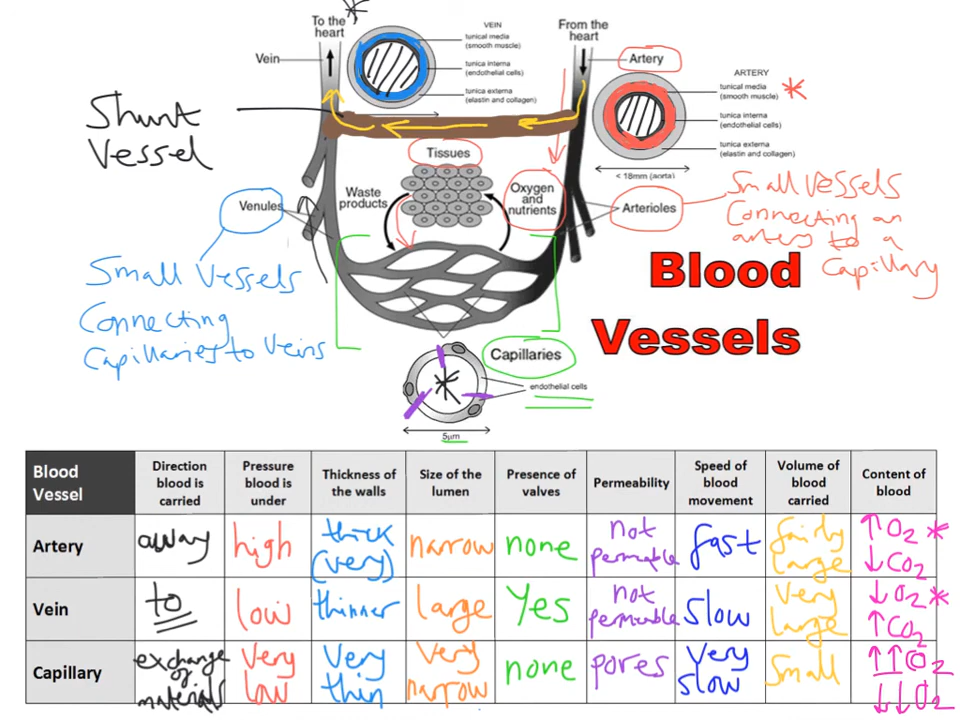 To the
heart
*
Vein
VEIN
tunical media
(smooth muscle)
tunica interna
(endothelial cells)
tunica externa
(elastin and collagen)
From the
heart
Artery
ARTERY
tunical media
(smooth muscle)
*
tunica interna
(endothelial cells)
tunica externa
(elastin and collagen)
< 18mm (aorta)
Shunt
Vessel
Tissues
Waste
products
Oxygen
and
nutrients
Venules
Arterioles
Small vessels
Connecting an
artery to a
Capillary
Small Vessels
Connecting
Capillaries to Veins
Blood
Vessels
Capillaries
endothelial cells
5µm
Blood Vessel | Direction blood is carried | Pressure blood is under | Thickness of the walls | Size of the lumen | Presence of valves | Permeability | Speed of blood movement | Volume of blood carried | Content of blood
Artery | away | high | thick (very) | narrow | none | not permeable | fast | fairly large | ↑O2 * ↓CO2
Vein | to | low | thinner | large | Yes | not permeable | slow | Very large | ↓O2 * ↑CO2
Capillary | exchange of materials | Very low | Very thin | Very narrow | none | pores | Very slow | Small | ↑↑CO2 ↓↓O2